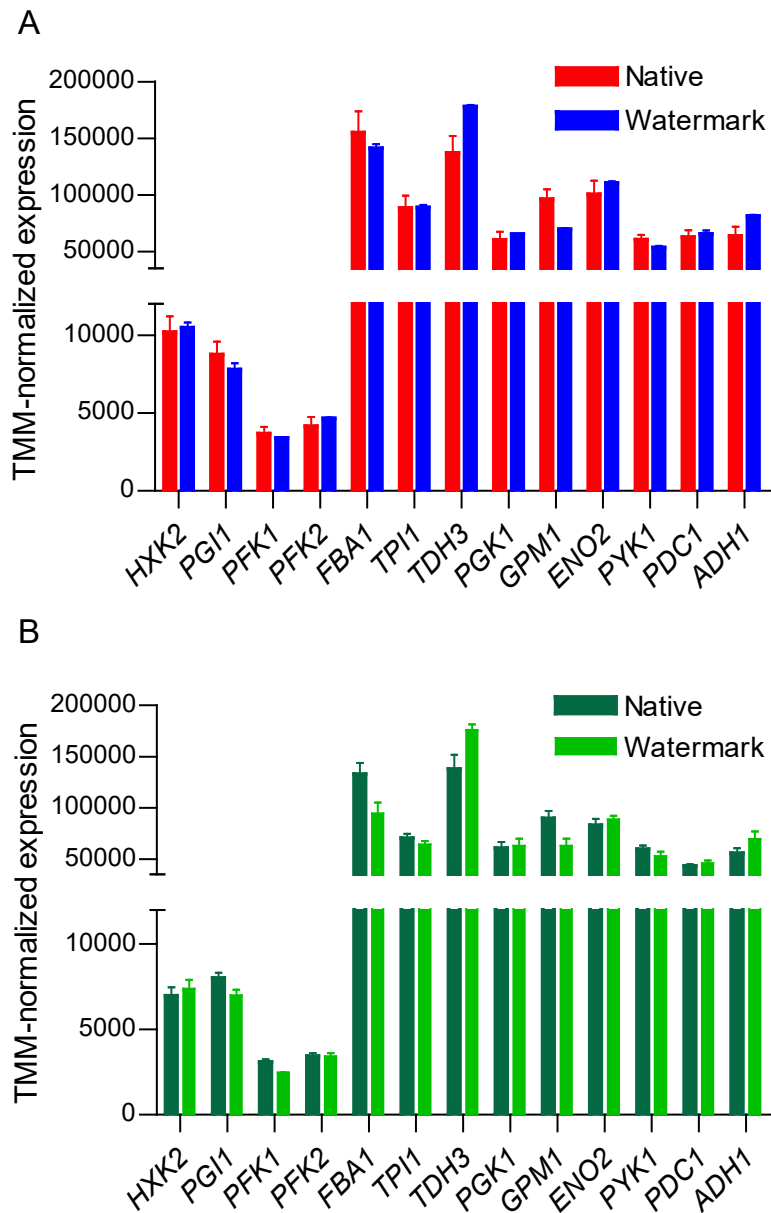 A
TMM-normalized expression
200000
150000
100000
50000
10000
5000
0
Native
Watermark
HXK2
PGI1
PFK1
PFK2
FBA1
TPI1
TDH3
PGK1
GPM1
ENO2
PYK1
PDC1
ADH1
B
TMM-normalized expression
200000
150000
100000
50000
10000
5000
0
Native
Watermark
HXK2
PGI1
PFK1
PFK2
FBA1
TPI1
TDH3
PGK1
GPM1
ENO2
PYK1
PDC1
ADH1